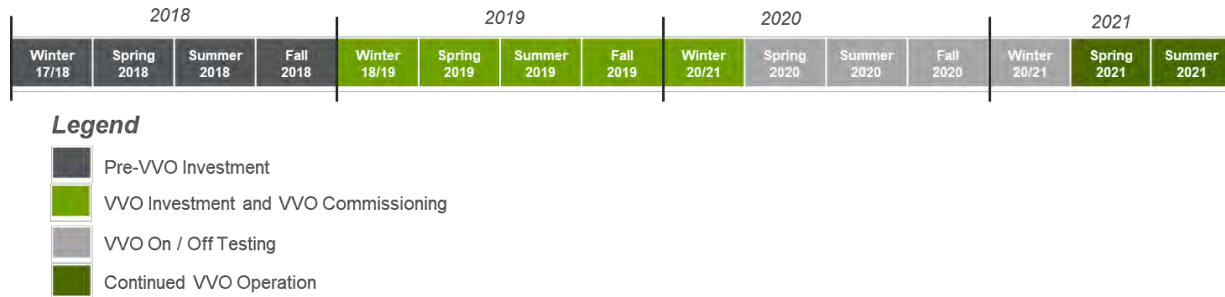 2018 2019 2020 2021
Winter Spring Summer Fall Winter Spring Summer Fall Winter Spring Summer Fall Winter Spring Summer
17/18 2018 2018 2018 18/19 2019 2019 2019 20/21 2020 2020 2020 20/21 2021 2021
Legend
Pre-VVO Investment
VVO Investment and VVO Commissioning
VVO On / Off Testing
Continued VVO Operation